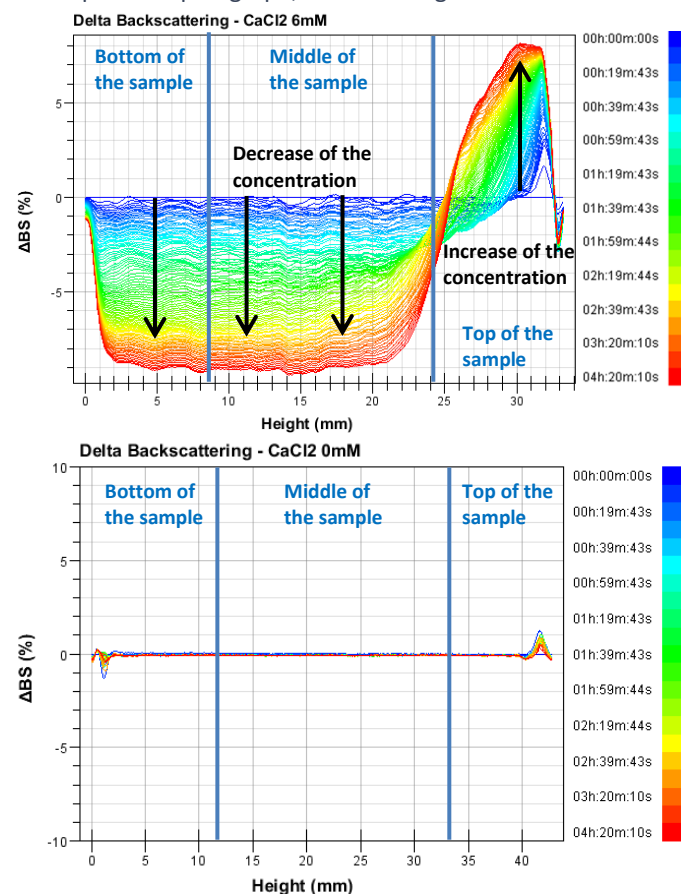 Delta Backscattering - CaCl2 6mM
Bottom of
the sample
Middle of
the sample
Decrease of the
concentration
Increase of the
concentration
Top of the
sample
ΔBS (%)
5
0
-5
0
5
10
15
20
25
30
Height (mm)
00h:00m:00s
00h:19m:43s
00h:39m:43s
00h:59m:43s
01h:19m:43s
01h:39m:43s
01h:59m:44s
02h:19m:44s
02h:39m:43s
03h:20m:10s
04h:20m:10s
Delta Backscattering - CaCl2 0mM
Bottom of
the sample
Middle of
the sample
Top of the
sample
ΔBS (%)
10
5
0
-5
-10
0
5
10
15
20
25
30
35
40
Height (mm)
00h:00m:00s
00h:19m:43s
00h:39m:43s
00h:59m:43s
01h:19m:43s
01h:39m:43s
01h:59m:44s
02h:19m:44s
02h:39m:43s
03h:20m:10s
04h:20m:10s